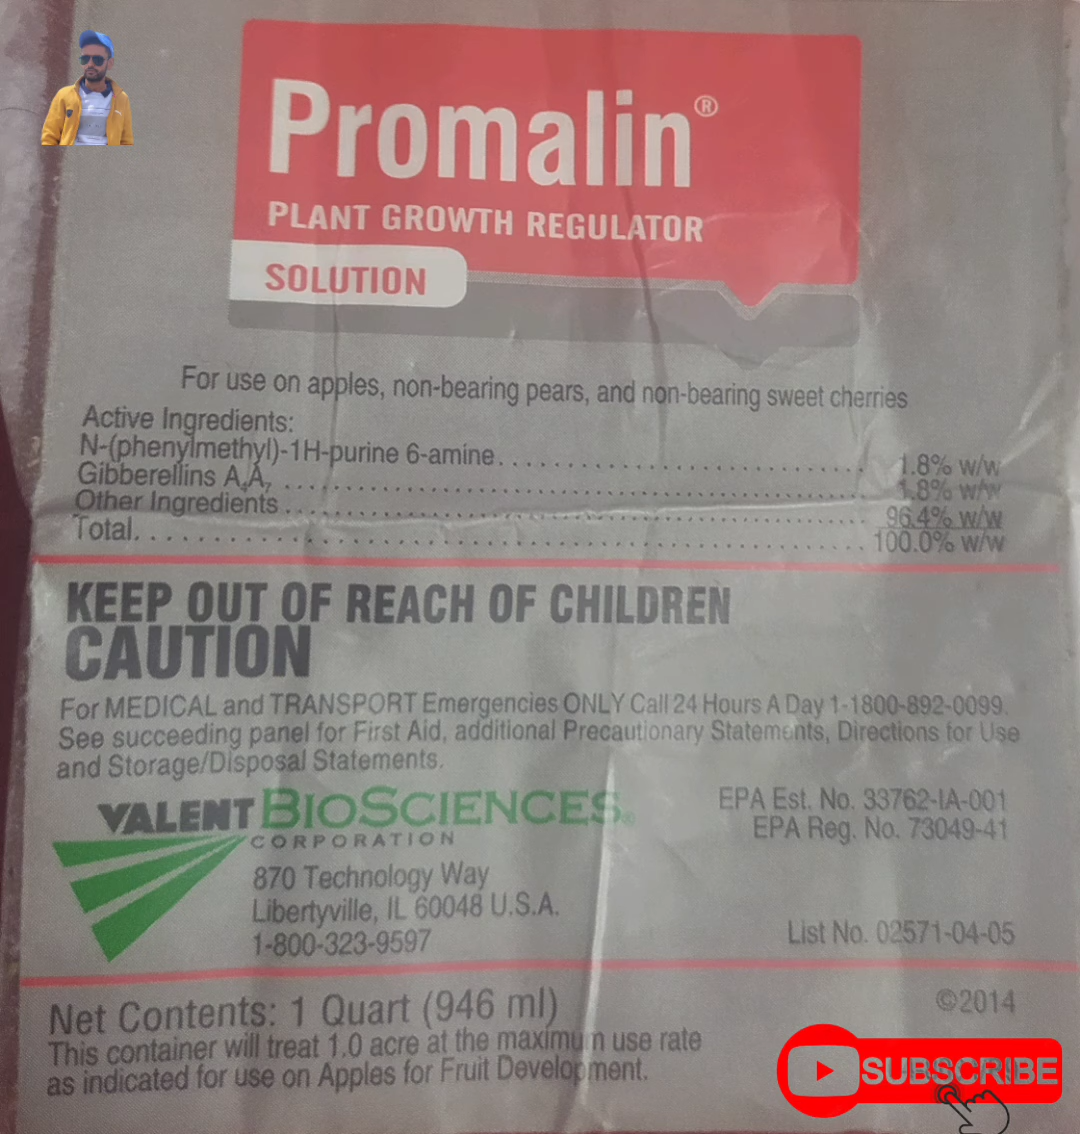 Promalin®
PLANT GROWTH REGULATOR
SOLUTION
For use on apples, non-bearing pears, and non-bearing sweet cherries
Active Ingredients:
N-(phenylmethyl)-1H-purine 6-amine. . . . . . . . . . . . . . . . . . . . . . . . . . . 1.8% w/w
Gibberellins A₄A₇ . . . . . . . . . . . . . . . . . . . . . . . . . . . . . . . . . . . . . . . . 1.8% w/w
Other Ingredients . . . . . . . . . . . . . . . . . . . . . . . . . . . . . . . . . . . . . . . . 96.4% w/w
Total. . . . . . . . . . . . . . . . . . . . . . . . . . . . . . . . . . . . . . . . . . . . . . . . . . 100.0% w/w
KEEP OUT OF REACH OF CHILDREN
CAUTION
For MEDICAL and TRANSPORT Emergencies ONLY Call 24 Hours A Day 1-1800-892-0099.
See succeeding panel for First Aid, additional Precautionary Statements, Directions for Use
and Storage/Disposal Statements.
VALENT BIOSCIENCES®
CORPORATION
870 Technology Way
Libertyville, IL 60048 U.S.A.
1-800-323-9597
EPA Est. No. 33762-IA-001
EPA Reg. No. 73049-41
List No. 02571-04-05
Net Contents: 1 Quart (946 ml)
©2014
This container will treat 1.0 acre at the maximum use rate
as indicated for use on Apples for Fruit Development.
SUBSCRIBE